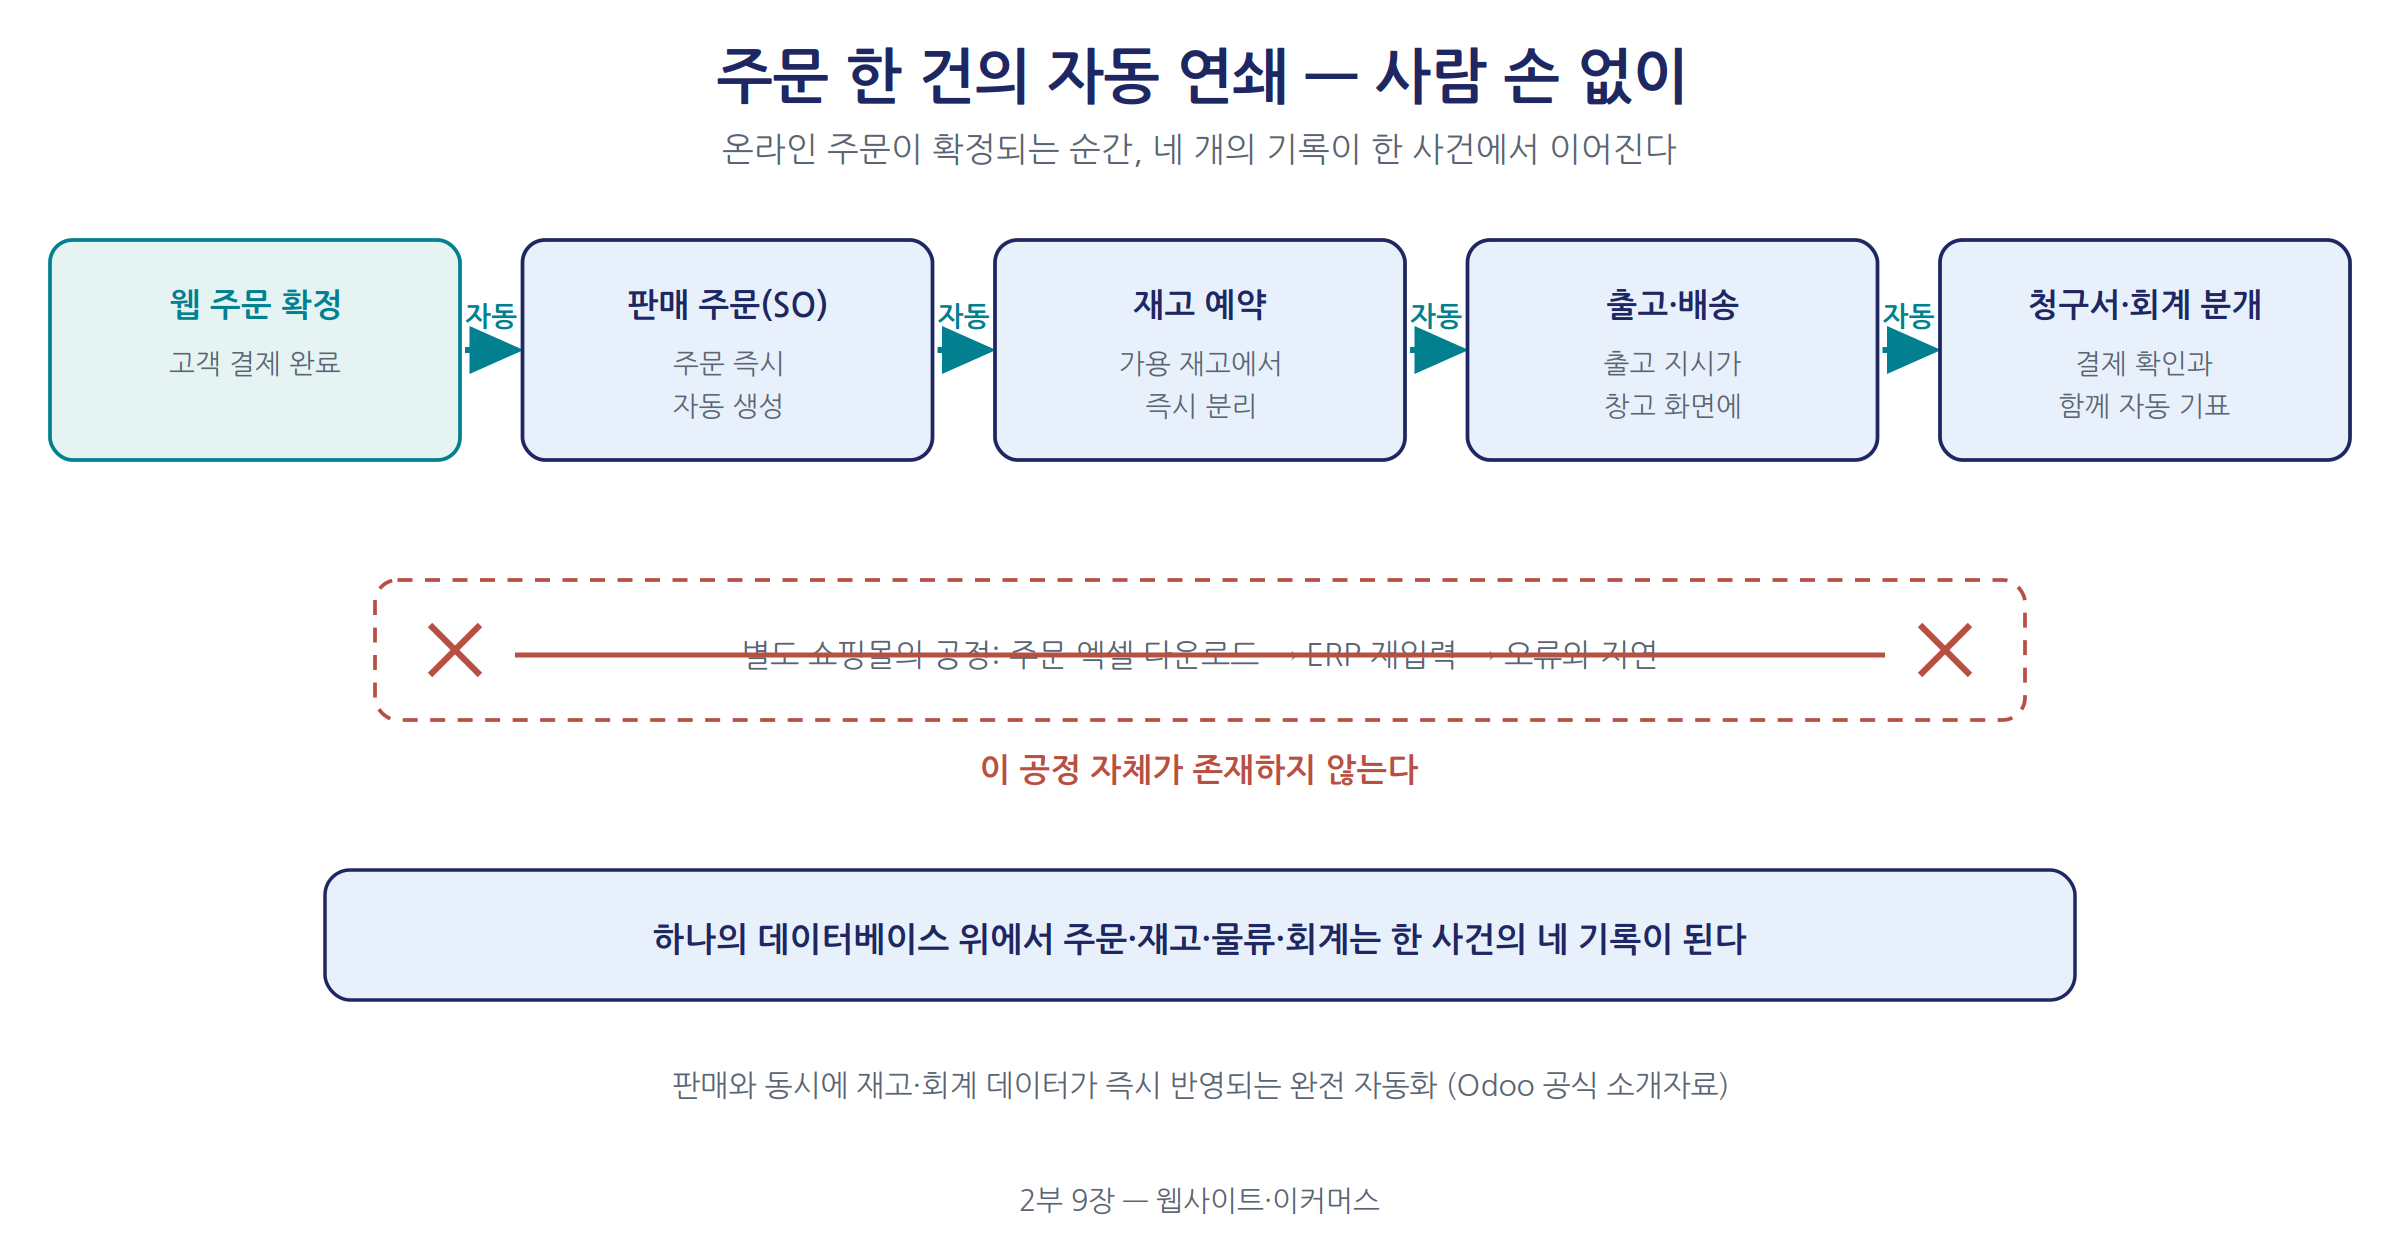 주문 한 건의 자동 연쇄 — 사람 손 없이
온라인 주문이 확정되는 순간, 네 개의 기록이 한 사건에서 이어진다
웹 주문 확정
고객 결제 완료
자동
판매 주문(SO)
주문 즉시
자동 생성
자동
재고 예약
가용 재고에서
즉시 분리
자동
출고·배송
출고 지시가
창고 화면에
자동
청구서·회계 분개
결제 확인과
함께 자동 기표
별도 쇼핑몰의 공정: 주문 엑셀 다운로드 → ERP 재입력 → 오류와 지연
이 공정 자체가 존재하지 않는다
하나의 데이터베이스 위에서 주문·재고·물류·회계는 한 사건의 네 기록이 된다
판매와 동시에 재고·회계 데이터가 즉시 반영되는 완전 자동화 (Odoo 공식 소개자료)
2부 9장 — 웹사이트·이커머스